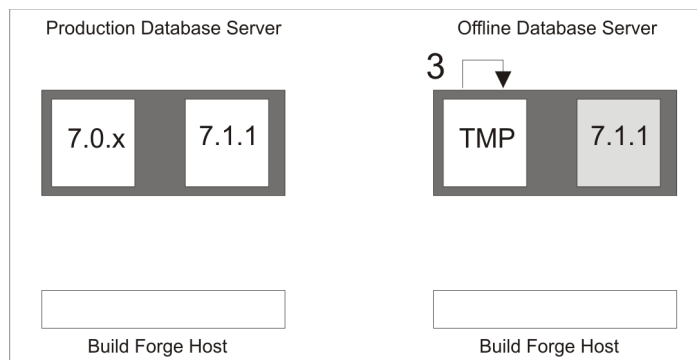 Production Database Server
Offline Database Server
3
7.0.x
7.1.1
TMP
7.1.1
Build Forge Host
Build Forge Host